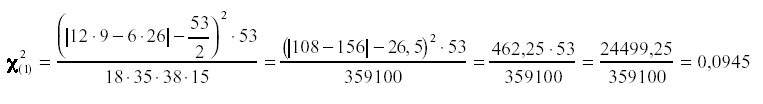 χ²₍₁₎ = (|12·9−6·26|−53/2)²·53 / 18·35·38·15 = (|108−156|−26,5)²·53 / 359100 = 462,25·53 / 359100 = 24499,25 / 359100 = 0,0945